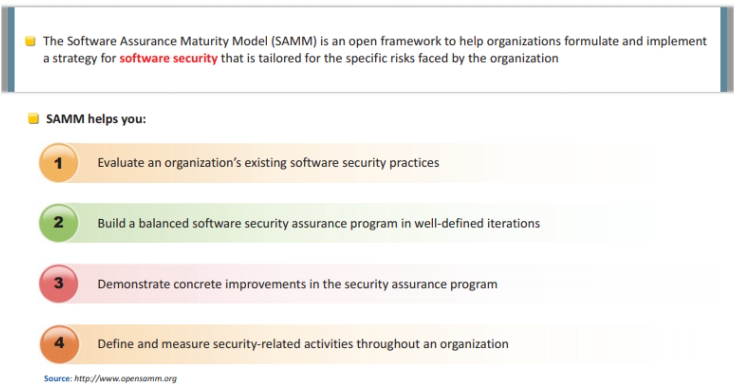 The Software Assurance Maturity Model (SAMM) is an open framework to help organizations formulate and implement
a strategy for software security that is tailored for the specific risks faced by the organization
SAMM helps you:
1 Evaluate an organization's existing software security practices
2 Build a balanced software security assurance program in well-defined iterations
3 Demonstrate concrete improvements in the security assurance program
4 Define and measure security-related activities throughout an organization
Source: http://www.opensamm.org